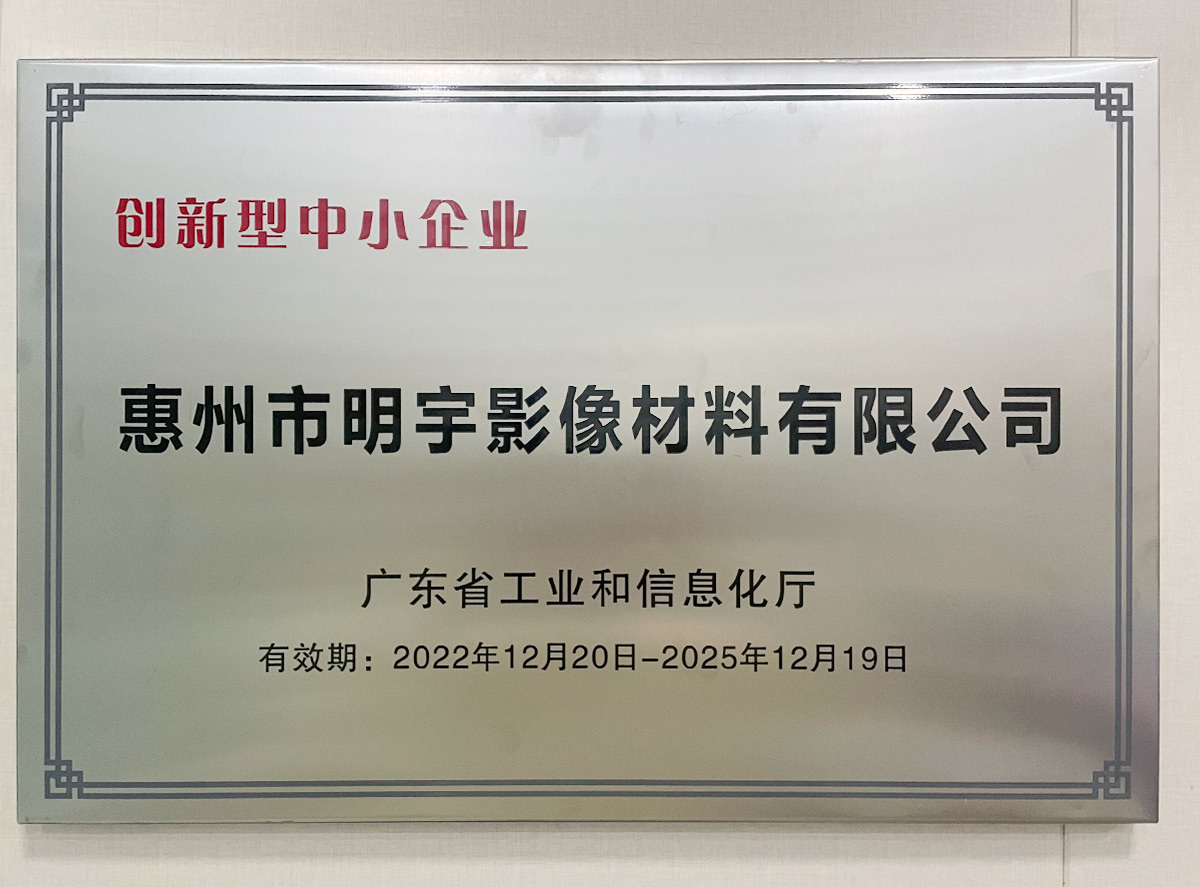 创新型中小企业
惠州市明宇影像材料有限公司
广东省工业和信息化厅
有效期：2022年12月20日-2025年12月19日